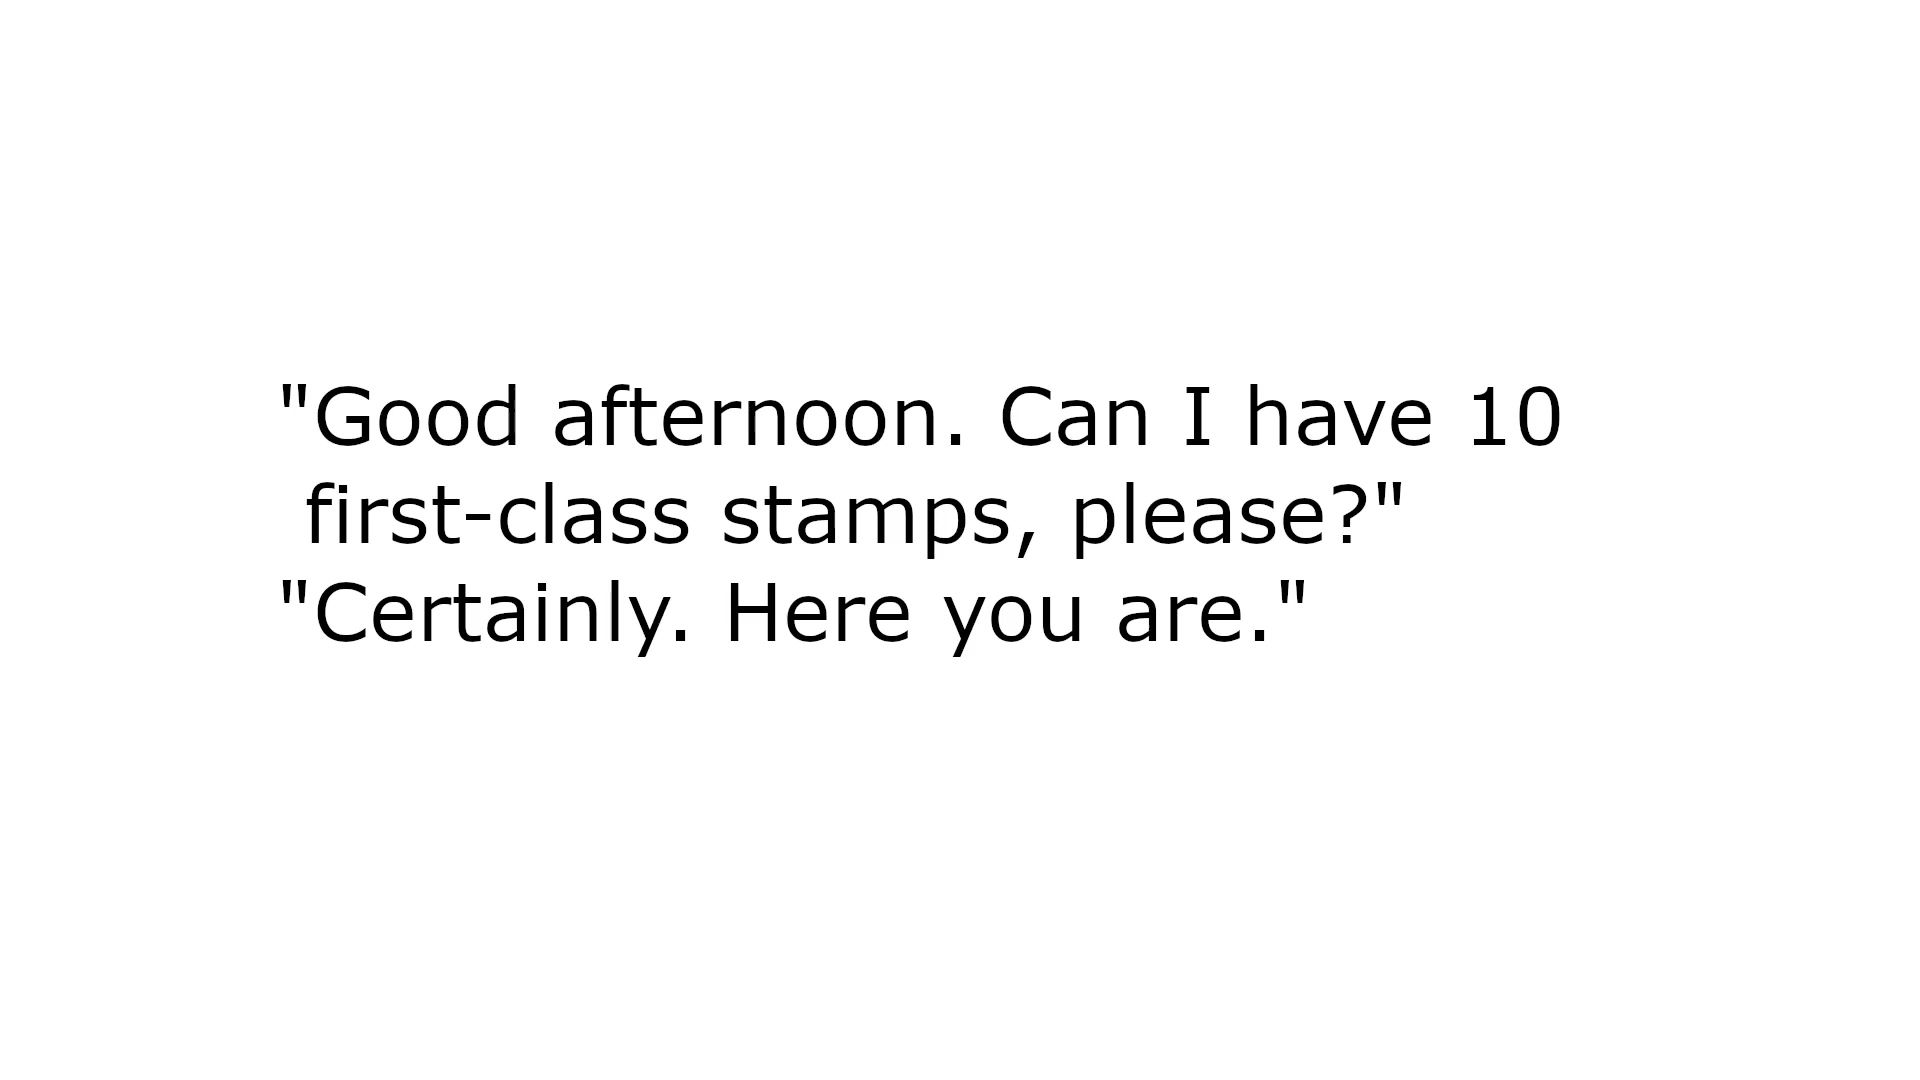 "Good afternoon. Can I have 10
first-class stamps, please?"
"Certainly. Here you are."